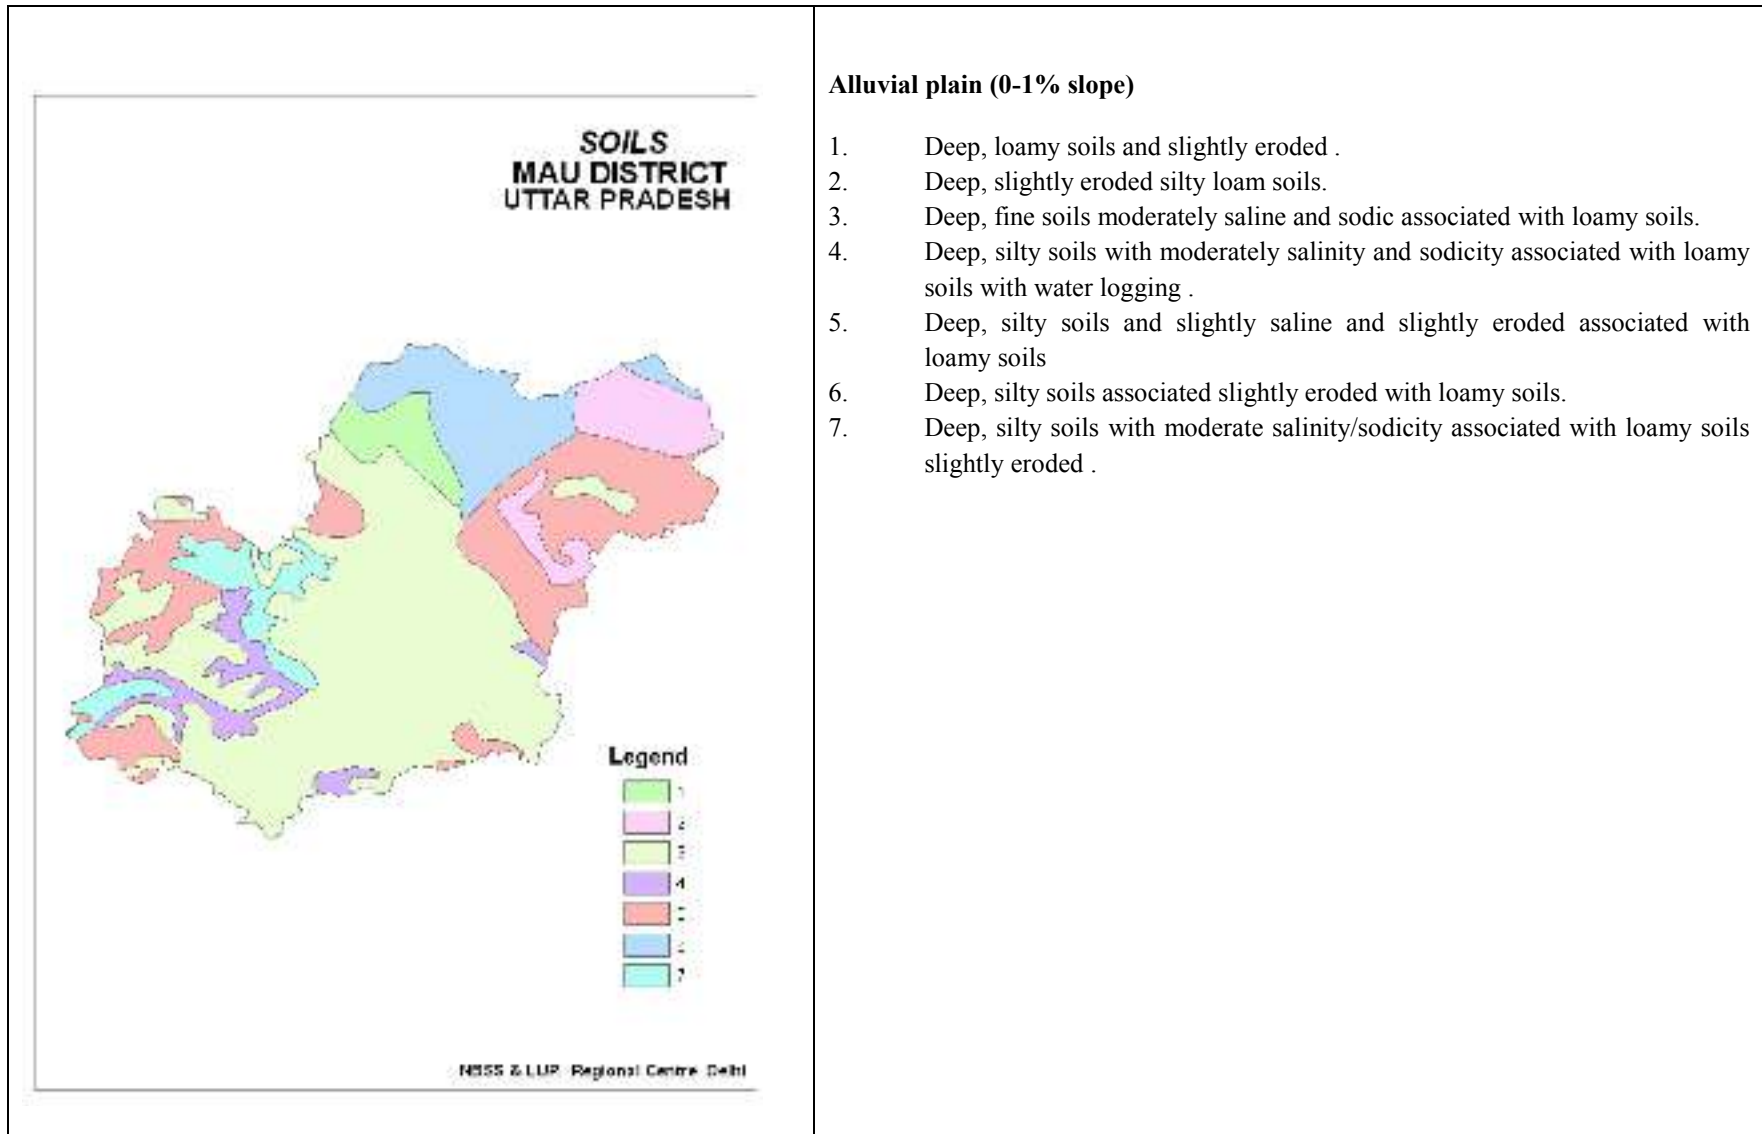 SOILS
MAU DISTRICT
UTTAR PRADESH
Legend
1
2
3
4
7
NBSS & LUP Regional Centre Delhi
Alluvial plain (0-1% slope)
1. Deep, loamy soils and slightly eroded .
2. Deep, slightly eroded silty loam soils.
3. Deep, fine soils moderately saline and sodic associated with loamy soils.
4. Deep, silty soils with moderately salinity and sodicity associated with loamy
soils with water logging .
5. Deep, silty soils and slightly saline and slightly eroded associated with
loamy soils
6. Deep, silty soils associated slightly eroded with loamy soils.
7. Deep, silty soils with moderate salinity/sodicity associated with loamy soils
slightly eroded .